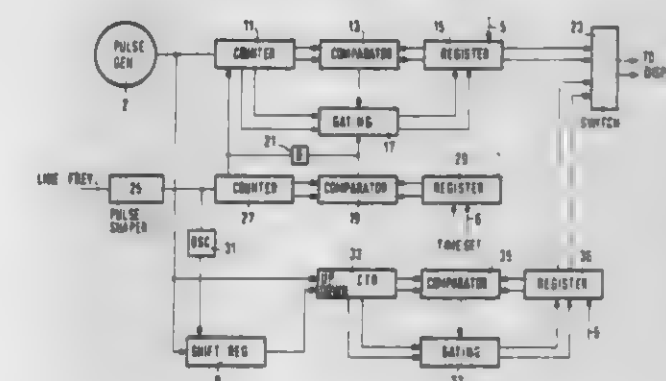 11 13 15 5 23
PULSE
GEN
COUNTER COMPARATOR REGISTER
TO
DISP
2
GATING
SWITCH
21 17 29
LINE FREQ.
25 COUNTER COMPARATOR REGISTER
PULSE
SHAPER
27 19 6
TIME SET
OSC 31
33 35 36
CTR COMPARATOR REGISTER
SHIFT REG GATING